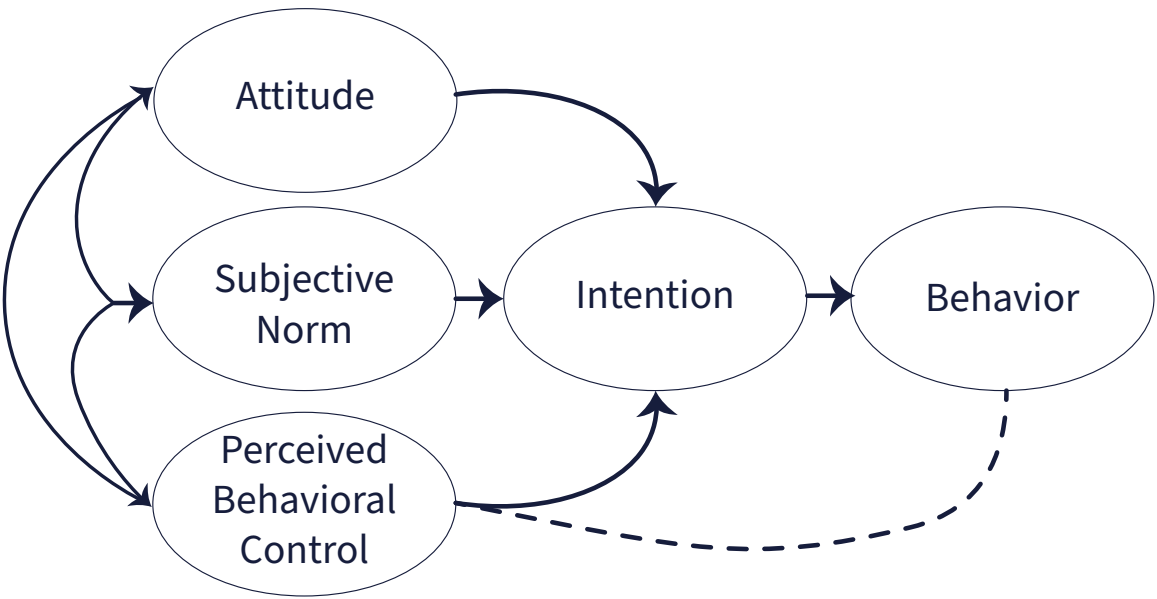 Attitude
Subjective
Norm
Perceived
Behavioral
Control
Intention
Behavior